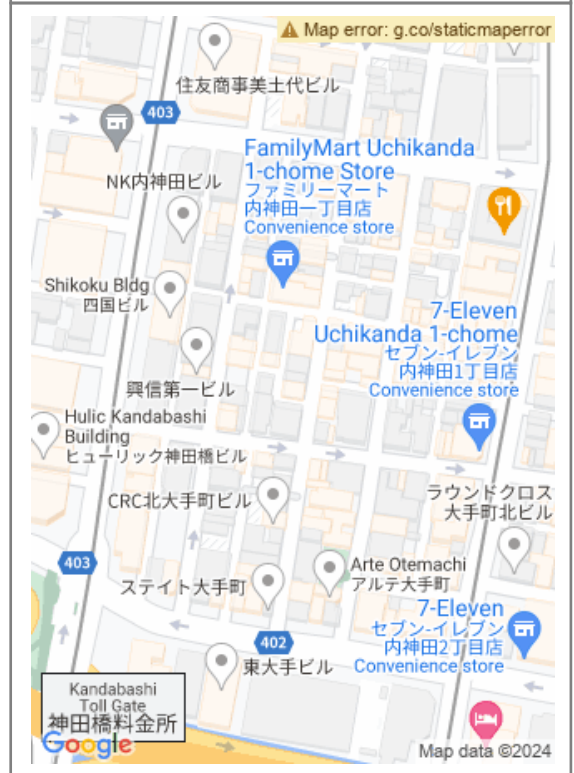 Map error: g.co/staticmaperror
住友商事美土代ビル
403
FamilyMart Uchikanda
1-chome Store
ファミリーマート
内神田一丁目店
Convenience store
NK内神田ビル
Shikoku Bldg
四国ビル
7-Eleven
Uchikanda 1-chome
セブン-イレブン
内神田1丁目店
Convenience store
興信第一ビル
Hulic Kandabashi
Building
ヒューリック神田橋ビル
CRC北大手町ビル
ラウンドクロス
大手町北ビル
403
Arte Otemachi
アルテ大手町
ステイト大手町
7-Eleven
セブン-イレブン
内神田2丁目店
Convenience store
402
東大手ビル
Kandabashi
Toll Gate
神田橋料金所
Google
Map data ©2024